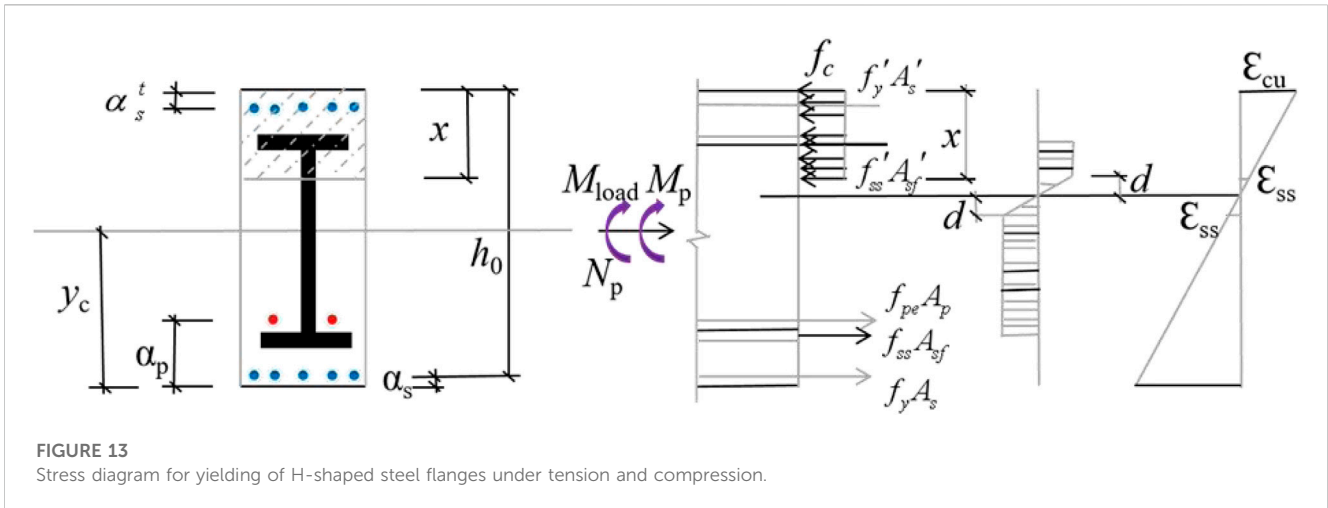 α_s^t
x
y_c
α_p
α_s
h_0
M_load M_p
N_p
f_c
f_y'A_s'
x
f_ss'A_sf'
d
d
f_pe A_p
f_ss A_sf
f_y A_s
ε_cu
ε_ss
ε_ss
FIGURE 13
Stress diagram for yielding of H-shaped steel flanges under tension and compression.